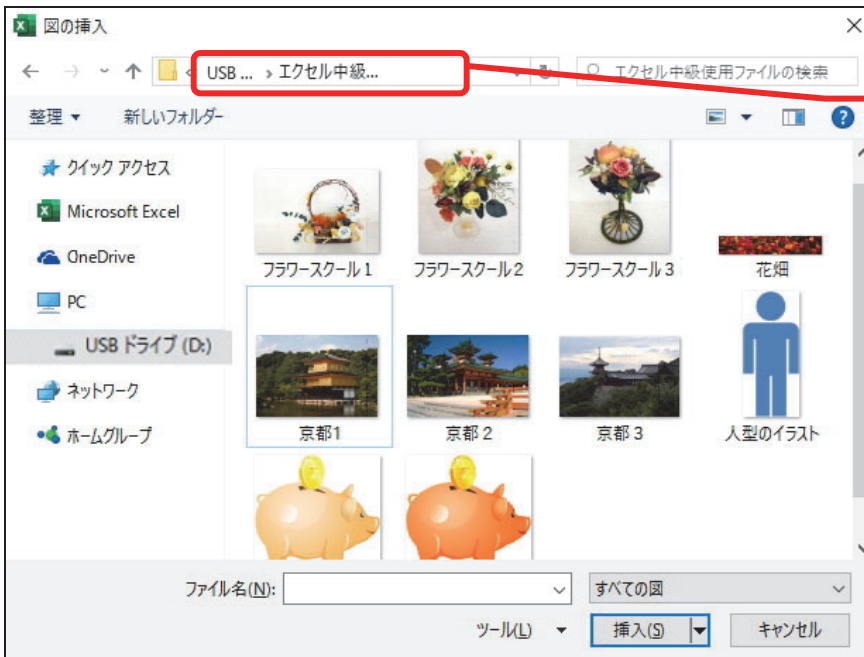 図の挿入
USB ... › エクセル中級...
エクセル中級使用ファイルの検索
整理
新しいフォルダー
クイック アクセス
Microsoft Excel
OneDrive
PC
USB ドライブ (D:)
ネットワーク
ホームグループ
フラワースクール 1
フラワースクール 2
フラワースクール 3
花畑
京都1
京都 2
京都 3
人型のイラスト
ファイル名(N):
すべての図
ツール(L)
挿入(S)
キャンセル